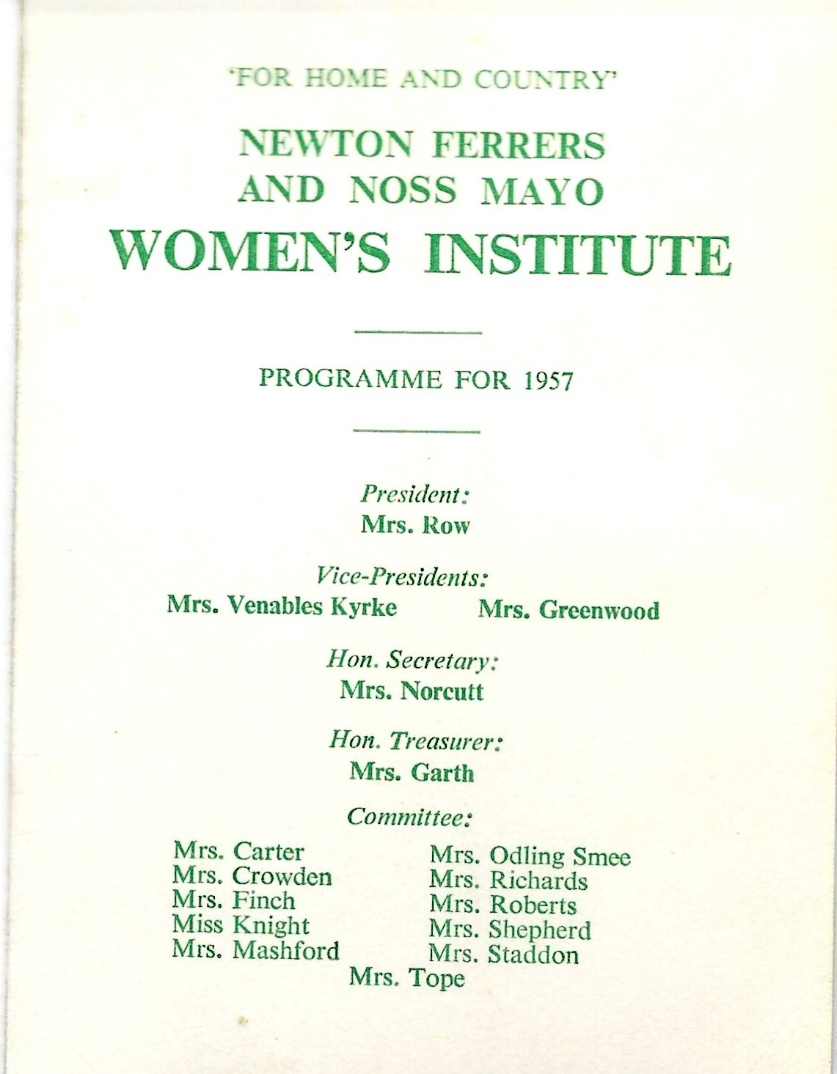 'FOR HOME AND COUNTRY'
NEWTON FERRERS
AND NOSS MAYO
WOMEN'S INSTITUTE
PROGRAMME FOR 1957
President:
Mrs. Row
Vice-Presidents:
Mrs. Venables Kyrke Mrs. Greenwood
Hon. Secretary:
Mrs. Norcutt
Hon. Treasurer:
Mrs. Garth
Committee:
Mrs. Carter Mrs. Odling Smee
Mrs. Crowden Mrs. Richards
Mrs. Finch Mrs. Roberts
Miss Knight Mrs. Shepherd
Mrs. Mashford Mrs. Staddon
Mrs. Tope